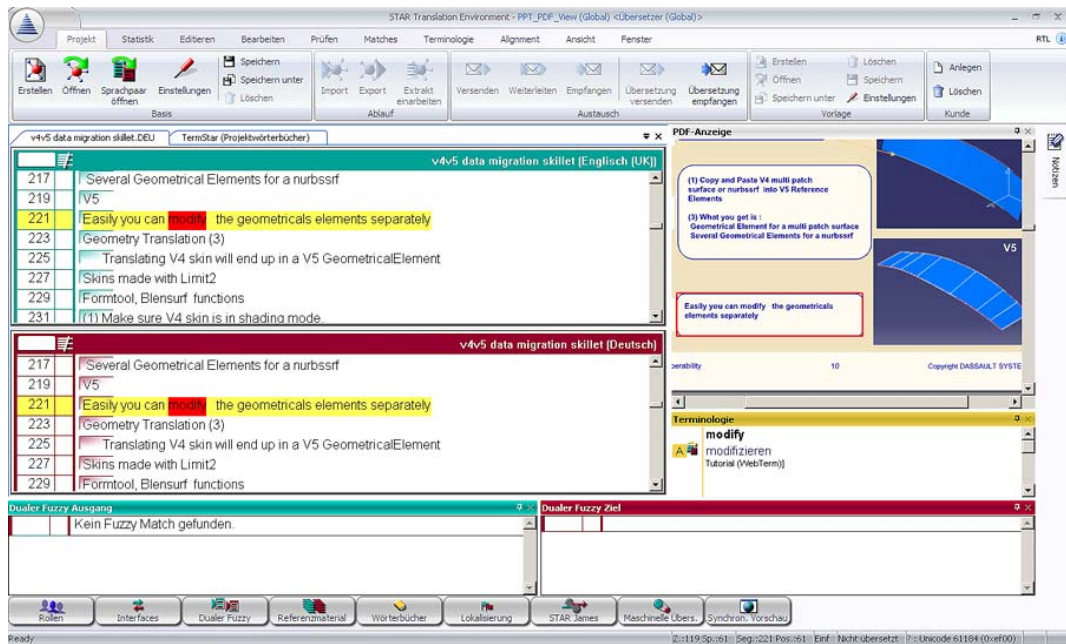 STAR Translation Environment - PPT_PDF_View (Global) <Übersetzer (Global)>
Projekt Statistik Editieren Bearbeiten Prüfen Matches Terminologie Alignment Ansicht Fenster RTL
Erstellen Öffnen Sprachpaar öffnen Einstellungen
Speichern
Speichern unter
Löschen
Basis
Import Export Extrakt einarbeiten
Ablauf
Versenden Weiterleiten Empfangen Übersetzung versenden Übersetzung empfangen
Austausch
Erstellen Löschen
Öffnen Speichern
Speichern unter Einstellungen
Vorlage
Anlegen
Löschen
Kunde
v4v5 data migration skillet.DEU TermStar (Projektwörterbücher)
v4v5 data migration skillet (Englisch (UK))
217 Several Geometrical Elements for a nurbssrf
219 V5
221 Easily you can modify the geometricals elements separately
223 Geometry Translation (3)
225 Translating V4 skin will end up in a V5 GeometricalElement
227 Skins made with Limit2
229 Formtool, Blensurf functions
231 (1) Make sure V4 skin is in shading mode.
v4v5 data migration skillet (Deutsch)
217 Several Geometrical Elements for a nurbssrf
219 V5
221 Easily you can modify the geometricals elements separately
223 Geometry Translation (3)
225 Translating V4 skin will end up in a V5 GeometricalElement
227 Skins made with Limit2
229 Formtool, Blensurf functions
PDF-Anzeige
(1) Copy and Paste V4 multi patch
surface or nurbssrf into V5 Reference
Elements
(3) What you get is :
Geometrical Element for a multi patch surface
Several Geometrical Elements for a nurbssrf
V5
Easily you can modify the geometricals
elements separately
perability 10 Copyright DASSAULT SYSTE
Notizen
Terminologie
modify
A modifizieren
Tutorial (WebTerm)]
Dualer Fuzzy Ausgang
Kein Fuzzy Match gefunden.
Dualer Fuzzy Ziel
Rollen Interfaces Dualer Fuzzy Referenzmaterial Wörterbücher Lokalisierung STAR James Maschinelle Übers. Synchron. Vorschau
Ready Z.:119 Sp.:61 Seg.:221 Pos.:61 Einf Nicht übersetzt ? : Unicode 61184 (0xef00)